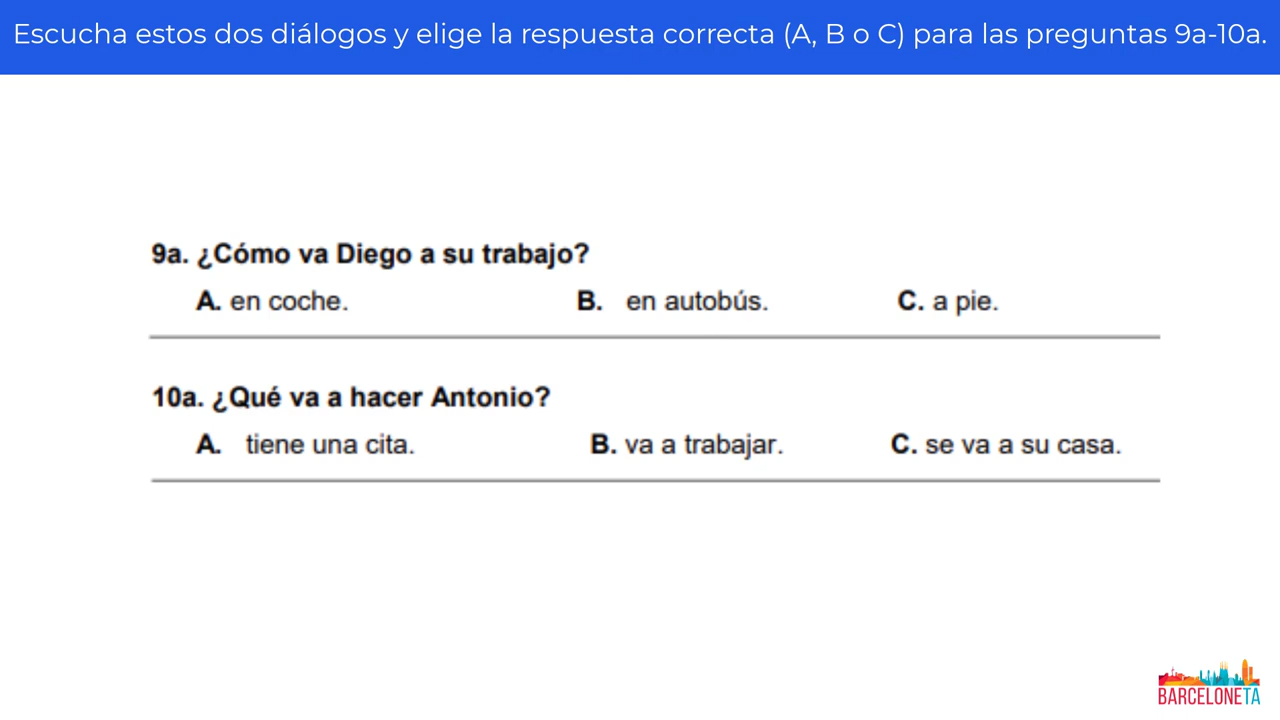 Escucha estos dos diálogos y elige la respuesta correcta (A, B o C) para las preguntas 9a-10a.
9a. ¿Cómo va Diego a su trabajo?
A. en coche. B. en autobús. C. a pie.
10a. ¿Qué va a hacer Antonio?
A. tiene una cita. B. va a trabajar. C. se va a su casa.
BARCELONETA